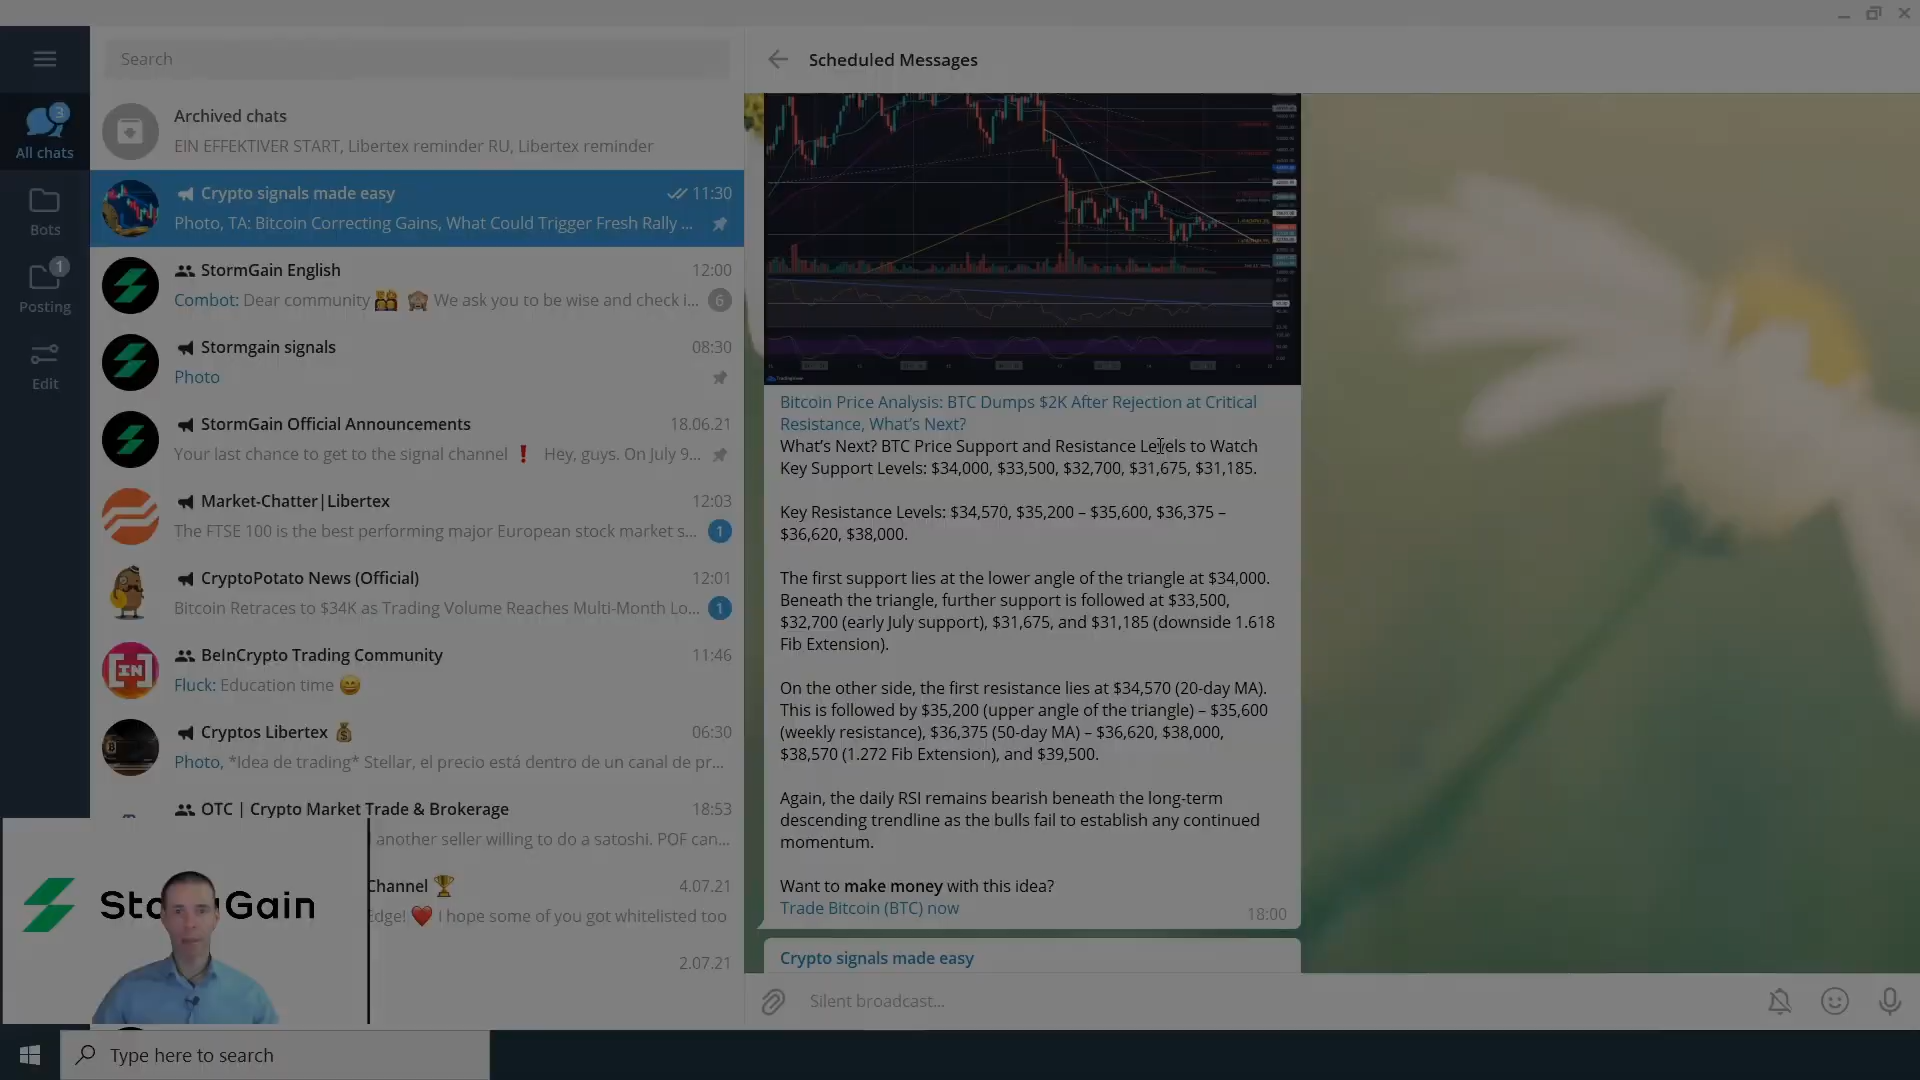 Search
Scheduled Messages
3
All chats
Bots
1
Posting
Edit
Archived chats
EIN EFFEKTIVER START, Libertex reminder RU, Libertex reminder
Crypto signals made easy
11:30
Photo, TA: Bitcoin Correcting Gains, What Could Trigger Fresh Rally ...
StormGain English
12:00
Combot: Dear community 👯 🙈 We ask you to be wise and check i...
6
Stormgain signals
08:30
Photo
StormGain Official Announcements
18.06.21
Your last chance to get to the signal channel ❗ Hey, guys. On July 9...
Market-Chatter|Libertex
12:03
The FTSE 100 is the best performing major European stock market s...
1
CryptoPotato News (Official)
12:01
Bitcoin Retraces to $34K as Trading Volume Reaches Multi-Month Lo...
1
BeInCrypto Trading Community
11:46
Fluck: Education time 😄
Cryptos Libertex 💰
06:30
Photo, *Idea de trading* Stellar, el precio está dentro de un canal de pr...
OTC | Crypto Market Trade & Brokerage
18:53
another seller willing to do a satoshi. POF can...
Channel 🏆
4.07.21
Edge! ❤️ I hope some of you got whitelisted too
2.07.21
TradingView
Bitcoin Price Analysis: BTC Dumps $2K After Rejection at Critical
Resistance, What's Next?
What's Next? BTC Price Support and Resistance Levels to Watch
Key Support Levels: $34,000, $33,500, $32,700, $31,675, $31,185.
Key Resistance Levels: $34,570, $35,200 – $35,600, $36,375 –
$36,620, $38,000.
The first support lies at the lower angle of the triangle at $34,000.
Beneath the triangle, further support is followed at $33,500,
$32,700 (early July support), $31,675, and $31,185 (downside 1.618
Fib Extension).
On the other side, the first resistance lies at $34,570 (20-day MA).
This is followed by $35,200 (upper angle of the triangle) – $35,600
(weekly resistance), $36,375 (50-day MA) – $36,620, $38,000,
$38,570 (1.272 Fib Extension), and $39,500.
Again, the daily RSI remains bearish beneath the long-term
descending trendline as the bulls fail to establish any continued
momentum.
Want to make money with this idea?
Trade Bitcoin (BTC) now
18:00
Crypto signals made easy
Silent broadcast...
Sto Gain
Type here to search